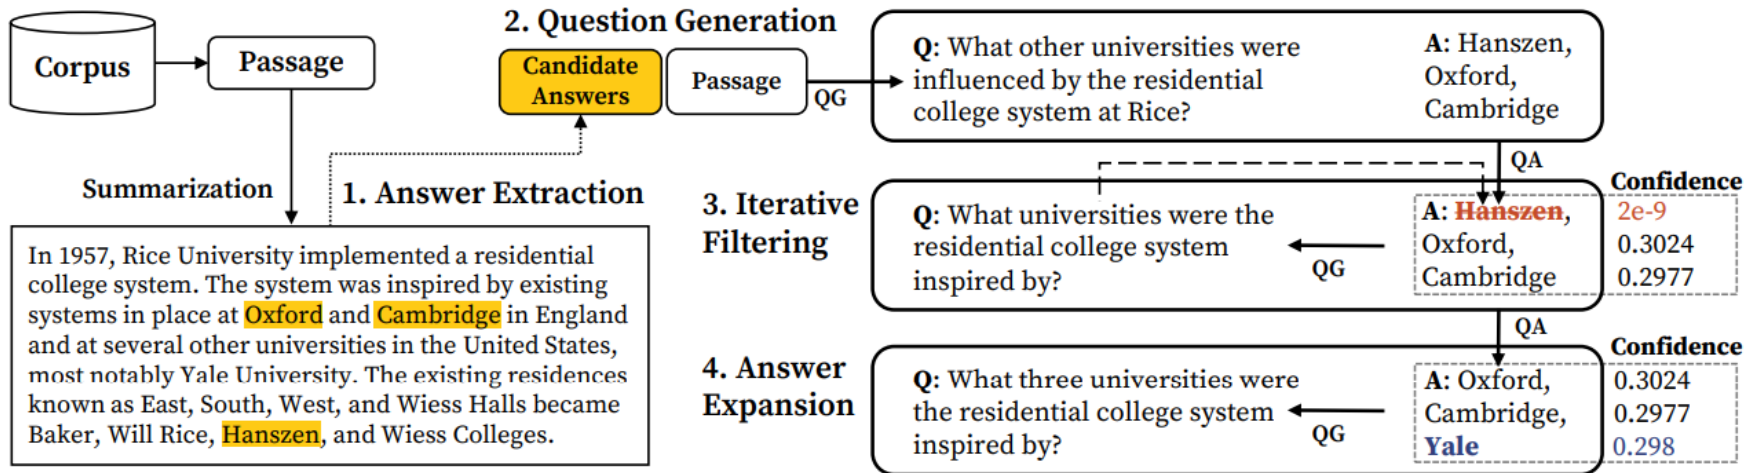 Corpus
Passage
Summarization
1. Answer Extraction
In 1957, Rice University implemented a residential
college system. The system was inspired by existing
systems in place at Oxford and Cambridge in England
and at several other universities in the United States,
most notably Yale University. The existing residences
known as East, South, West, and Wiess Halls became
Baker, Will Rice, Hanszen, and Wiess Colleges.
2. Question Generation
Candidate
Answers
Passage
QG
Q: What other universities were
influenced by the residential
college system at Rice?
A: Hanszen,
Oxford,
Cambridge
QA
3. Iterative
Filtering
Q: What universities were the
residential college system
inspired by?
QG
Confidence
A: Hanszen, 2e-9
Oxford, 0.3024
Cambridge 0.2977
QA
4. Answer
Expansion
Q: What three universities were
the residential college system
inspired by?
QG
Confidence
A: Oxford, 0.3024
Cambridge, 0.2977
Yale 0.298